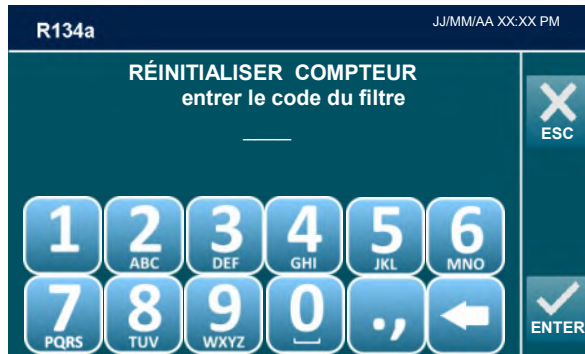 R134a
JJ/MM/AA XX:XX PM
RÉINITIALISER COMPTEUR
entrer le code du filtre
____
ESC
1 2 3 4 5 6
ABC DEF GHI JKL MNO
7 8 9 0 .,
PQRS TUV WXYZ
ENTER